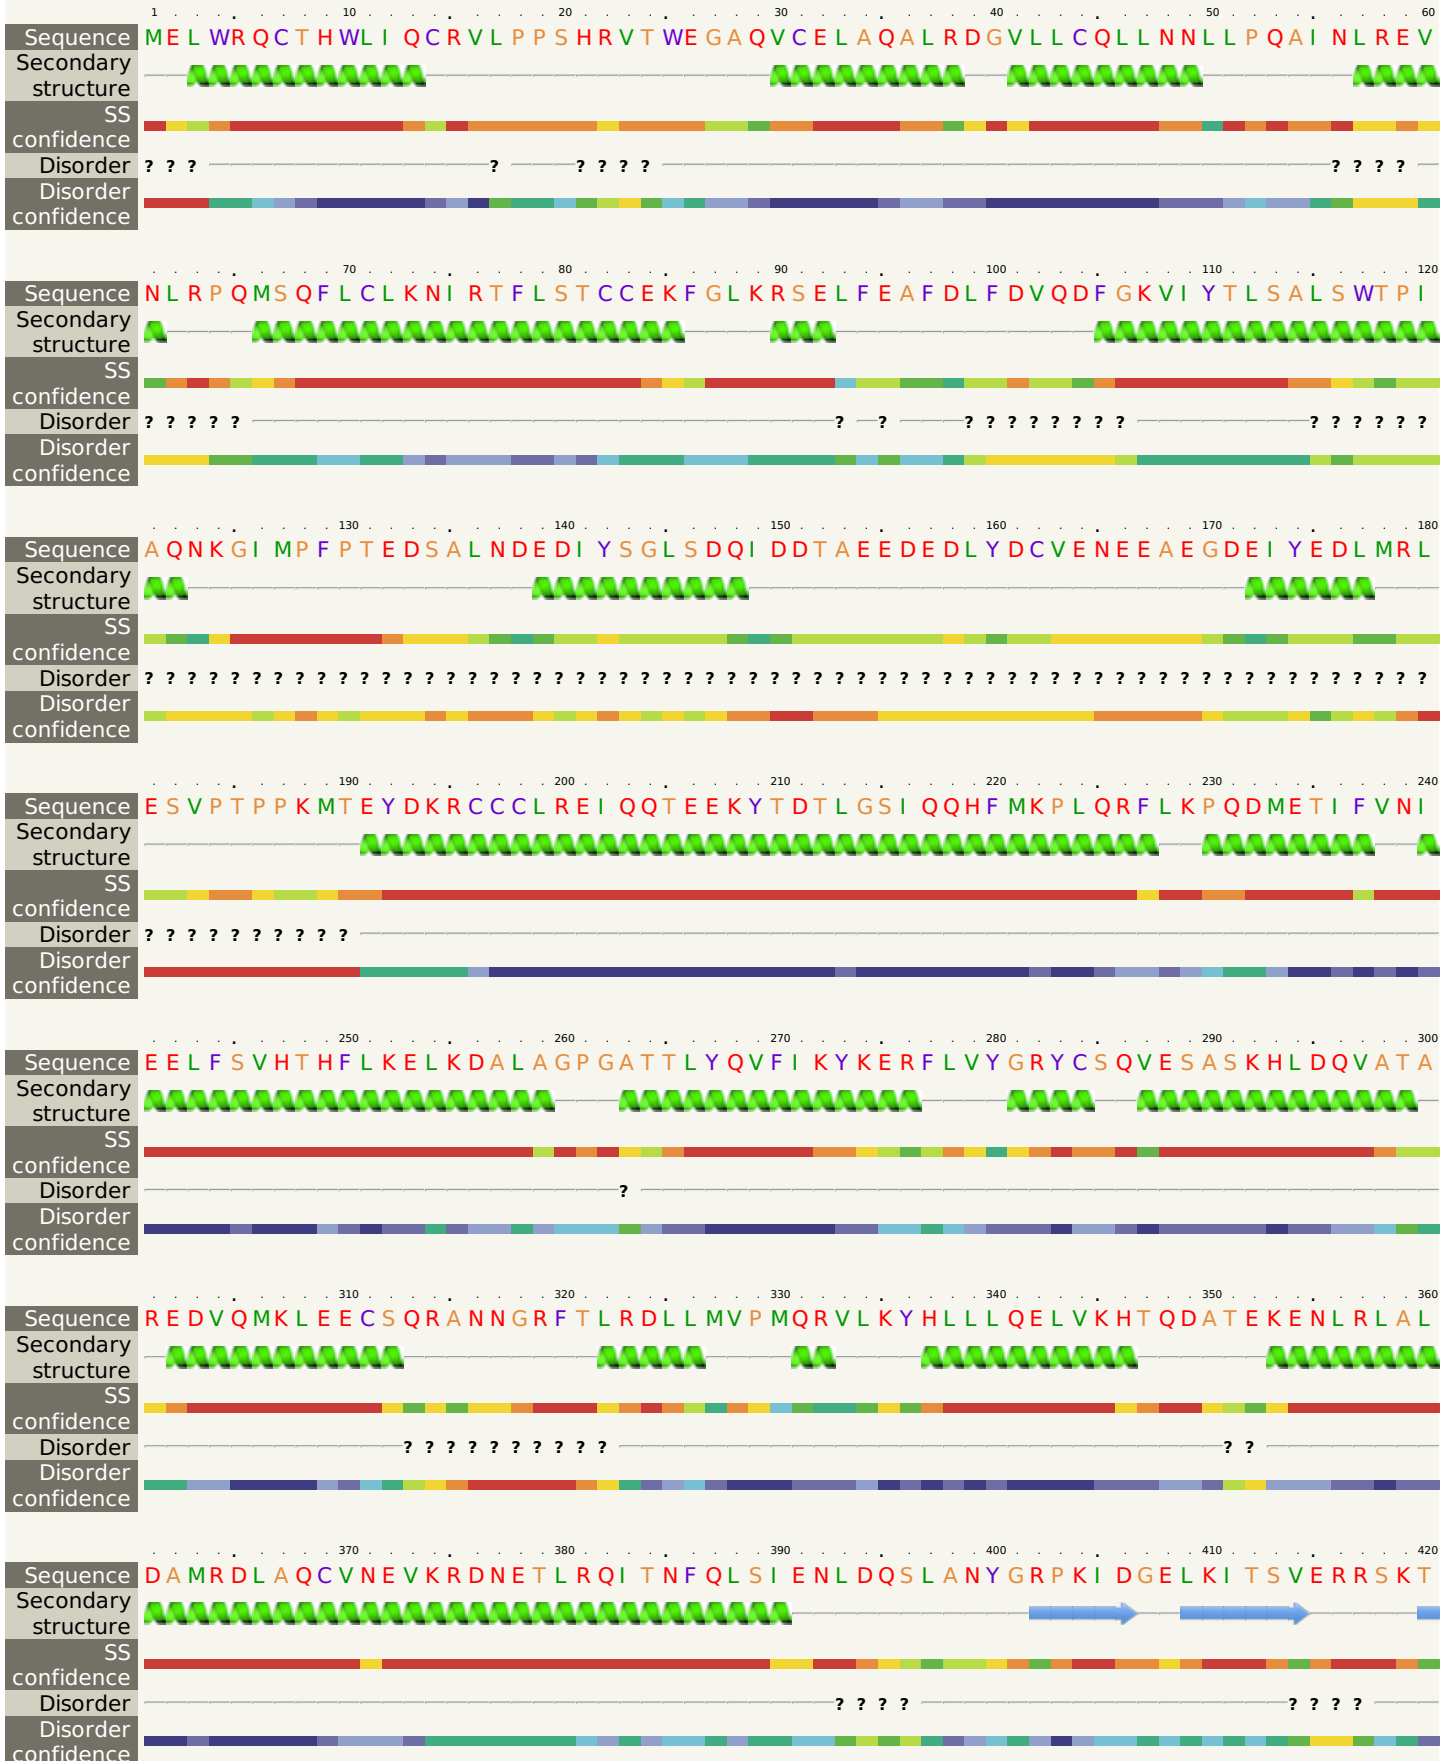 1 10 20 30 40 50 60
Sequence MELWRQCTHWLIQCRVLPPSHRVTWEGAQVCELAQALRDGVLLCQLLNNLLPQAINLREV
Secondary
structure
SS
confidence
Disorder ? ? ? ? ? ? ? ? ? ? ? ?
Disorder
confidence
70 80 90 100 110 120
Sequence NLRPQMSQFLCLKNIRTFLSTCCEKFGLKRSELFEAFDLFDVQDFGKVIYTLSALSWTPI
Secondary
structure
SS
confidence
Disorder ? ? ? ? ? ? ? ? ? ? ? ? ? ? ? ? ? ? ? ? ?
Disorder
confidence
130 140 150 160 170 180
Sequence AQNKGIMPFPTEDSALNDEDIYSGLSDQIDDTAEEDEDLYDCVENEEAEGDEIYEDLMRL
Secondary
structure
SS
confidence
Disorder ? ? ? ? ? ? ? ? ? ? ? ? ? ? ? ? ? ? ? ? ? ? ? ? ? ? ? ? ? ? ? ? ? ? ? ? ? ? ? ? ? ? ? ? ? ? ? ? ? ? ? ? ? ? ? ? ? ? ? ?
Disorder
confidence
190 200 210 220 230 240
Sequence ESVPTPPKMTEYDKRCCCLREIQQTEEKYTDTLGSIQQHFMKPLQRFLKPQDMETIFVNI
Secondary
structure
SS
confidence
Disorder ? ? ? ? ? ? ? ? ? ?
Disorder
confidence
250 260 270 280 290 300
Sequence EELFSVHTHFLKELKDALAGPGATTLYQVFIKYKERFLVYGRYCSQVESASKHLDQVATA
Secondary
structure
SS
confidence
Disorder ?
Disorder
confidence
310 320 330 340 350 360
Sequence REDVQMKLEECSQRANNGRFTLRDLLMVPMQRVLKYHLLLQELVKHTQDATEKENLRLAL
Secondary
structure
SS
confidence
Disorder ? ? ? ? ? ? ? ? ? ? ? ?
Disorder
confidence
370 380 390 400 410 420
Sequence DAMRDLAQCVNEVKRDNETLRQITNFQLSIENLDQSLANYGRPKIDGELKITSVERRSKT
Secondary
structure
SS
confidence
Disorder ? ? ? ? ? ? ? ?
Disorder
confidence